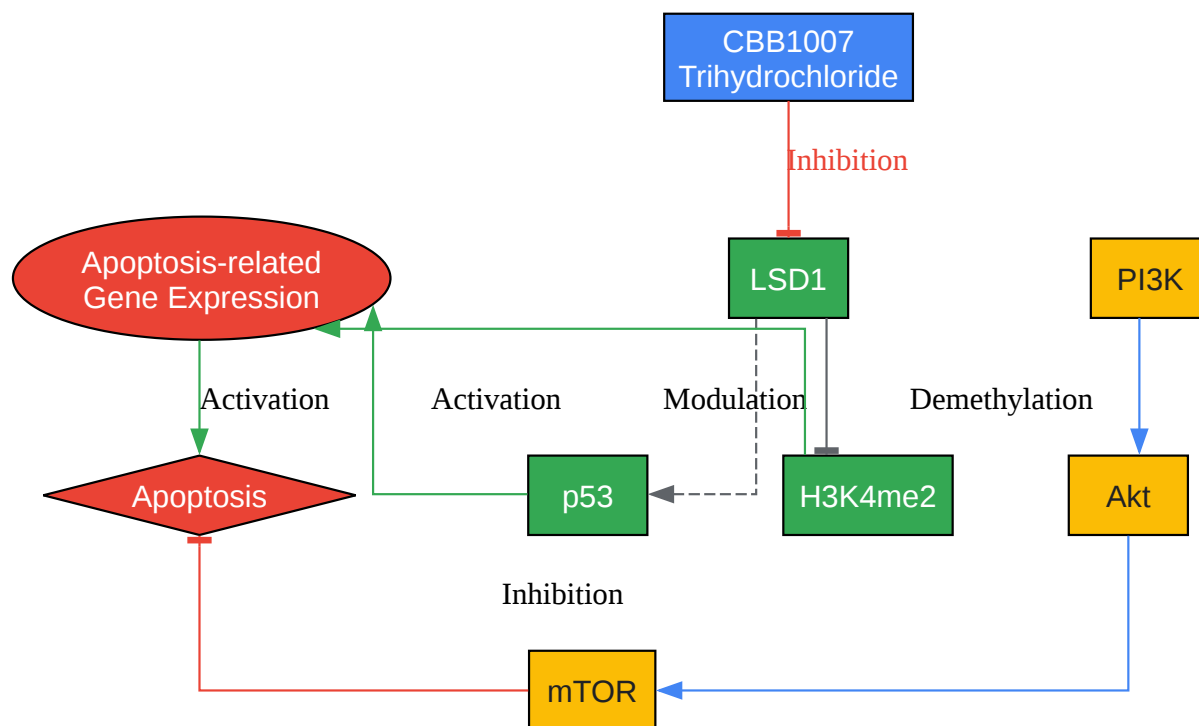 CBB1007
Trihydrochloride
Inhibition
Apoptosis-related
Gene Expression
LSD1
PI3K
Activation
Activation
Modulation
Demethylation
Apoptosis
p53
H3K4me2
Akt
Inhibition
mTOR